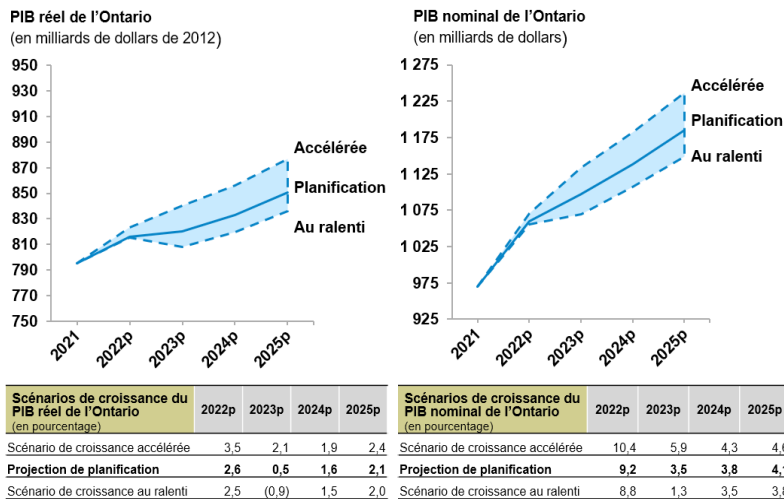 PIB réel de l’Ontario
(en milliards de dollars de 2012)
950
930
910
890
870
850
830
810
790
770
750
Accélérée
Planification
Au ralenti
2021
2022p
2023p
2024p
2025p
PIB nominal de l’Ontario
(en milliards de dollars)
1 275
1 225
1 175
1 125
1 075
1 025
975
925
Accélérée
Planification
Au ralenti
2021
2022p
2023p
2024p
2025p
Scénarios de croissance du
PIB réel de l’Ontario
(en pourcentage)
2022p 2023p 2024p 2025p
Scénario de croissance accélérée 3,5 2,1 1,9 2,4
Projection de planification 2,6 0,5 1,6 2,1
Scénario de croissance au ralenti 2,5 (0,9) 1,5 2,0
Scénarios de croissance du
PIB nominal de l’Ontario
(en pourcentage)
2022p 2023p 2024p 2025p
Scénario de croissance accélérée 10,4 5,9 4,3
Projection de planification 9,2 3,5 3,8
Scénario de croissance au ralenti 8,8 1,3 3,5